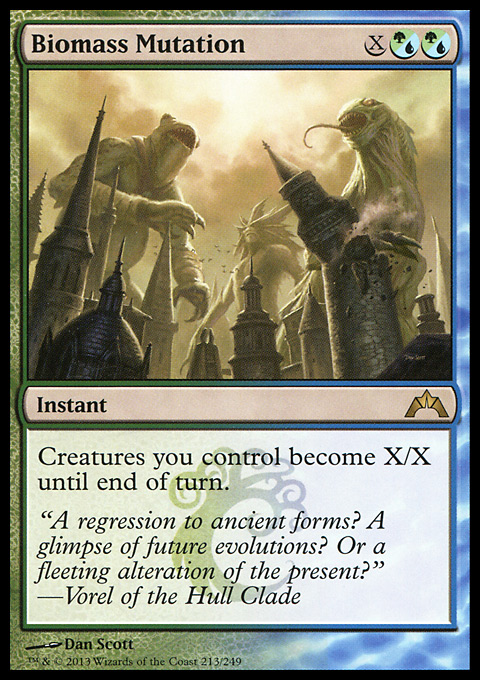 Biomass Mutation X
Instant
Creatures you control become X/X
until end of turn.
“A regression to ancient forms? A
glimpse of future evolutions? Or a
fleeting alteration of the present?”
—Vorel of the Hull Clade
Dan Scott
™ & © 2013 Wizards of the Coast 213/249